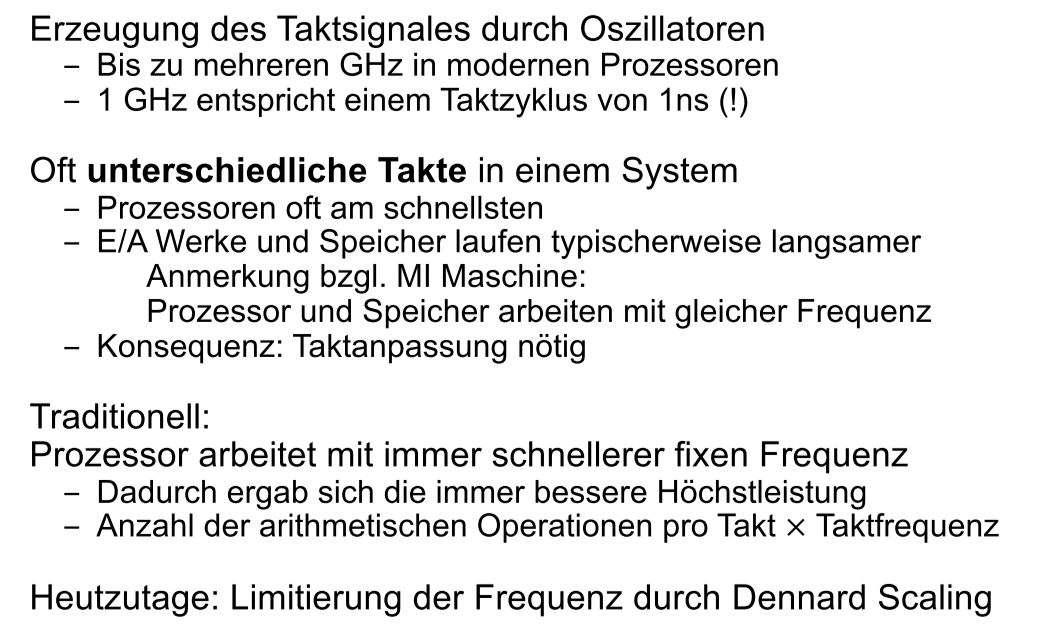 Erzeugung des Taktsignales durch Oszillatoren
– Bis zu mehreren GHz in modernen Prozessoren
– 1 GHz entspricht einem Taktzyklus von 1ns (!)
Oft unterschiedliche Takte in einem System
– Prozessoren oft am schnellsten
– E/A Werke und Speicher laufen typischerweise langsamer
Anmerkung bzgl. MI Maschine:
Prozessor und Speicher arbeiten mit gleicher Frequenz
– Konsequenz: Taktanpassung nötig
Traditionell:
Prozessor arbeitet mit immer schnellerer fixen Frequenz
– Dadurch ergab sich die immer bessere Höchstleistung
– Anzahl der arithmetischen Operationen pro Takt × Taktfrequenz
Heutzutage: Limitierung der Frequenz durch Dennard Scaling